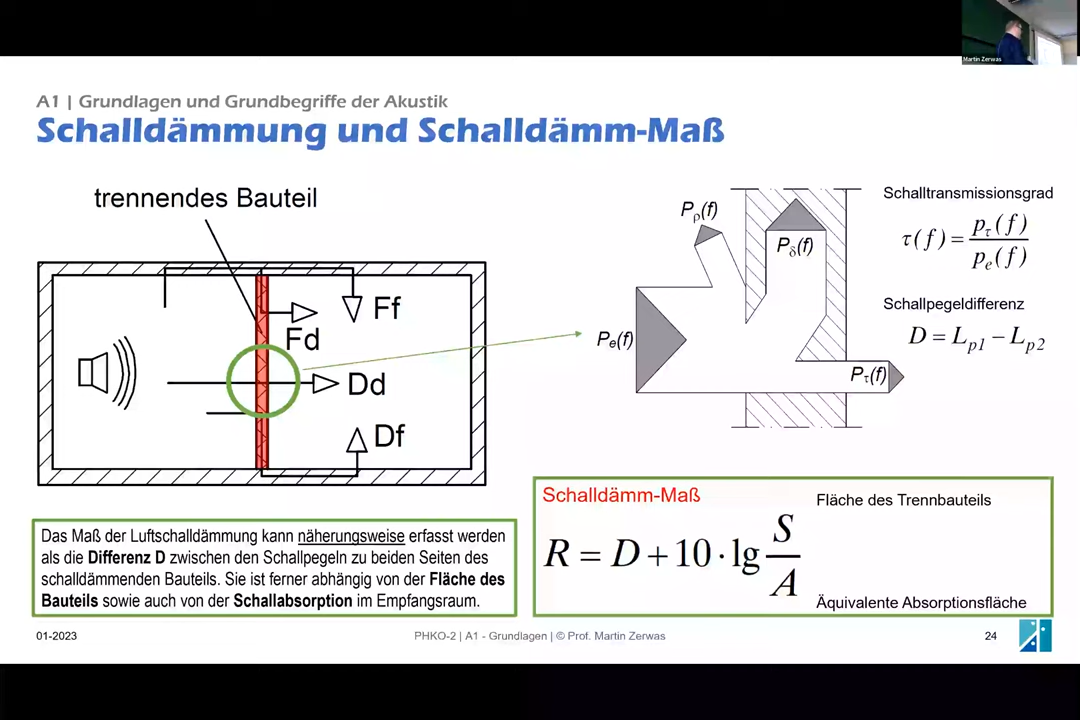 Martin Zerwas
A1 | Grundlagen und Grundbegriffe der Akustik
Schalldämmung und Schalldämm-Maß
trennendes Bauteil
Ff
Fd
Dd
Df
Pρ(f)
Pδ(f)
Pe(f)
Pτ(f)
Schalltransmissionsgrad
τ(f) = pτ(f) / pe(f)
Schallpegeldifferenz
D = Lp1 − Lp2
Das Maß der Luftschalldämmung kann näherungsweise erfasst werden
als die Differenz D zwischen den Schallpegeln zu beiden Seiten des
schalldämmenden Bauteils. Sie ist ferner abhängig von der Fläche des
Bauteils sowie auch von der Schallabsorption im Empfangsraum.
Schalldämm-Maß
Fläche des Trennbauteils
R = D + 10 · lg S / A
Äquivalente Absorptionsfläche
01-2023
PHKO-2 | A1 - Grundlagen | © Prof. Martin Zerwas
24